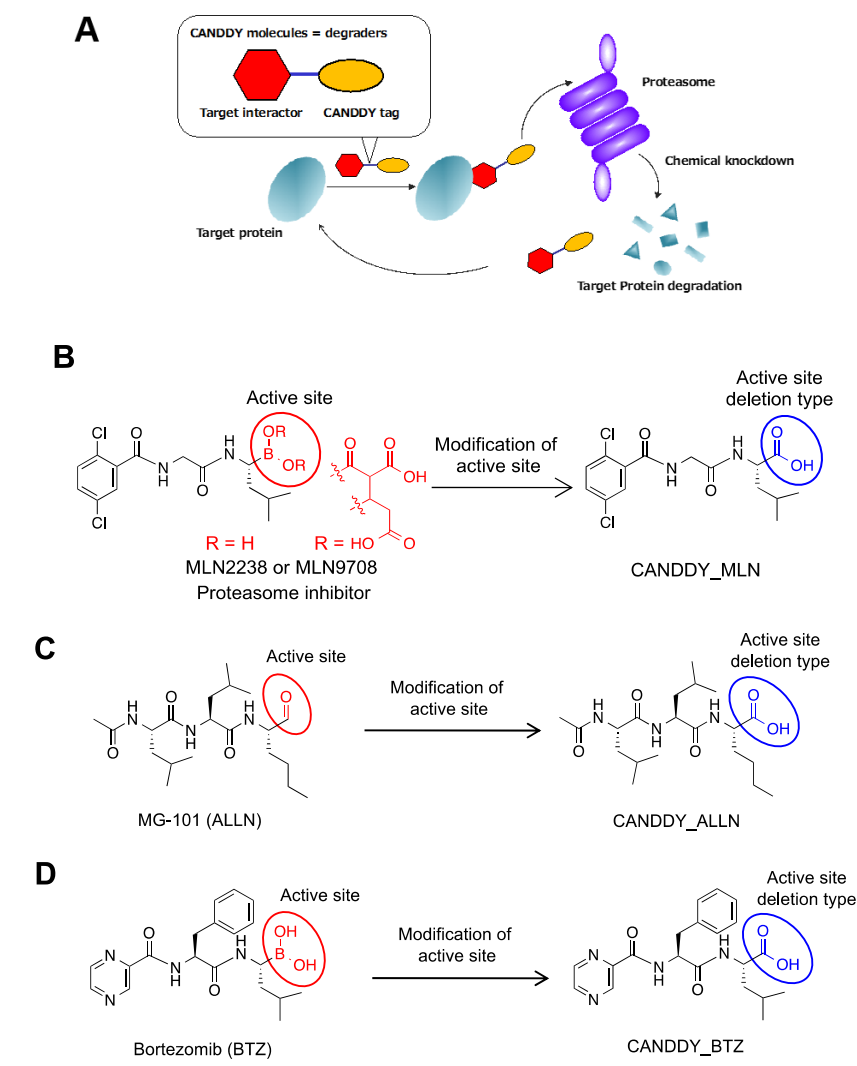 A
CANDDY molecules = degraders
Target interactor CANDDY tag
Proteasome
Chemical knockdown
Target protein
Target Protein degradation
B
Active site
Cl
O
H
N
OR
B
OR
N
H
O
Cl
O
O
OH
HO
O
R = H
R =
MLN2238 or MLN9708
Proteasome inhibitor
Modification of
active site
Active site
deletion type
Cl
O
H
N
O
OH
N
H
O
Cl
CANDDY_MLN
C
Active site
H
N
O
H
N
O
O
N
H
O
MG-101 (ALLN)
Modification of
active site
Active site
deletion type
H
N
O
H
N
O
OH
O
N
H
O
CANDDY_ALLN
D
Active site
N
N
O
N
H
O
H
N
OH
B
OH
Bortezomib (BTZ)
Modification of
active site
Active site
deletion type
N
N
O
N
H
O
H
N
O
OH
CANDDY_BTZ